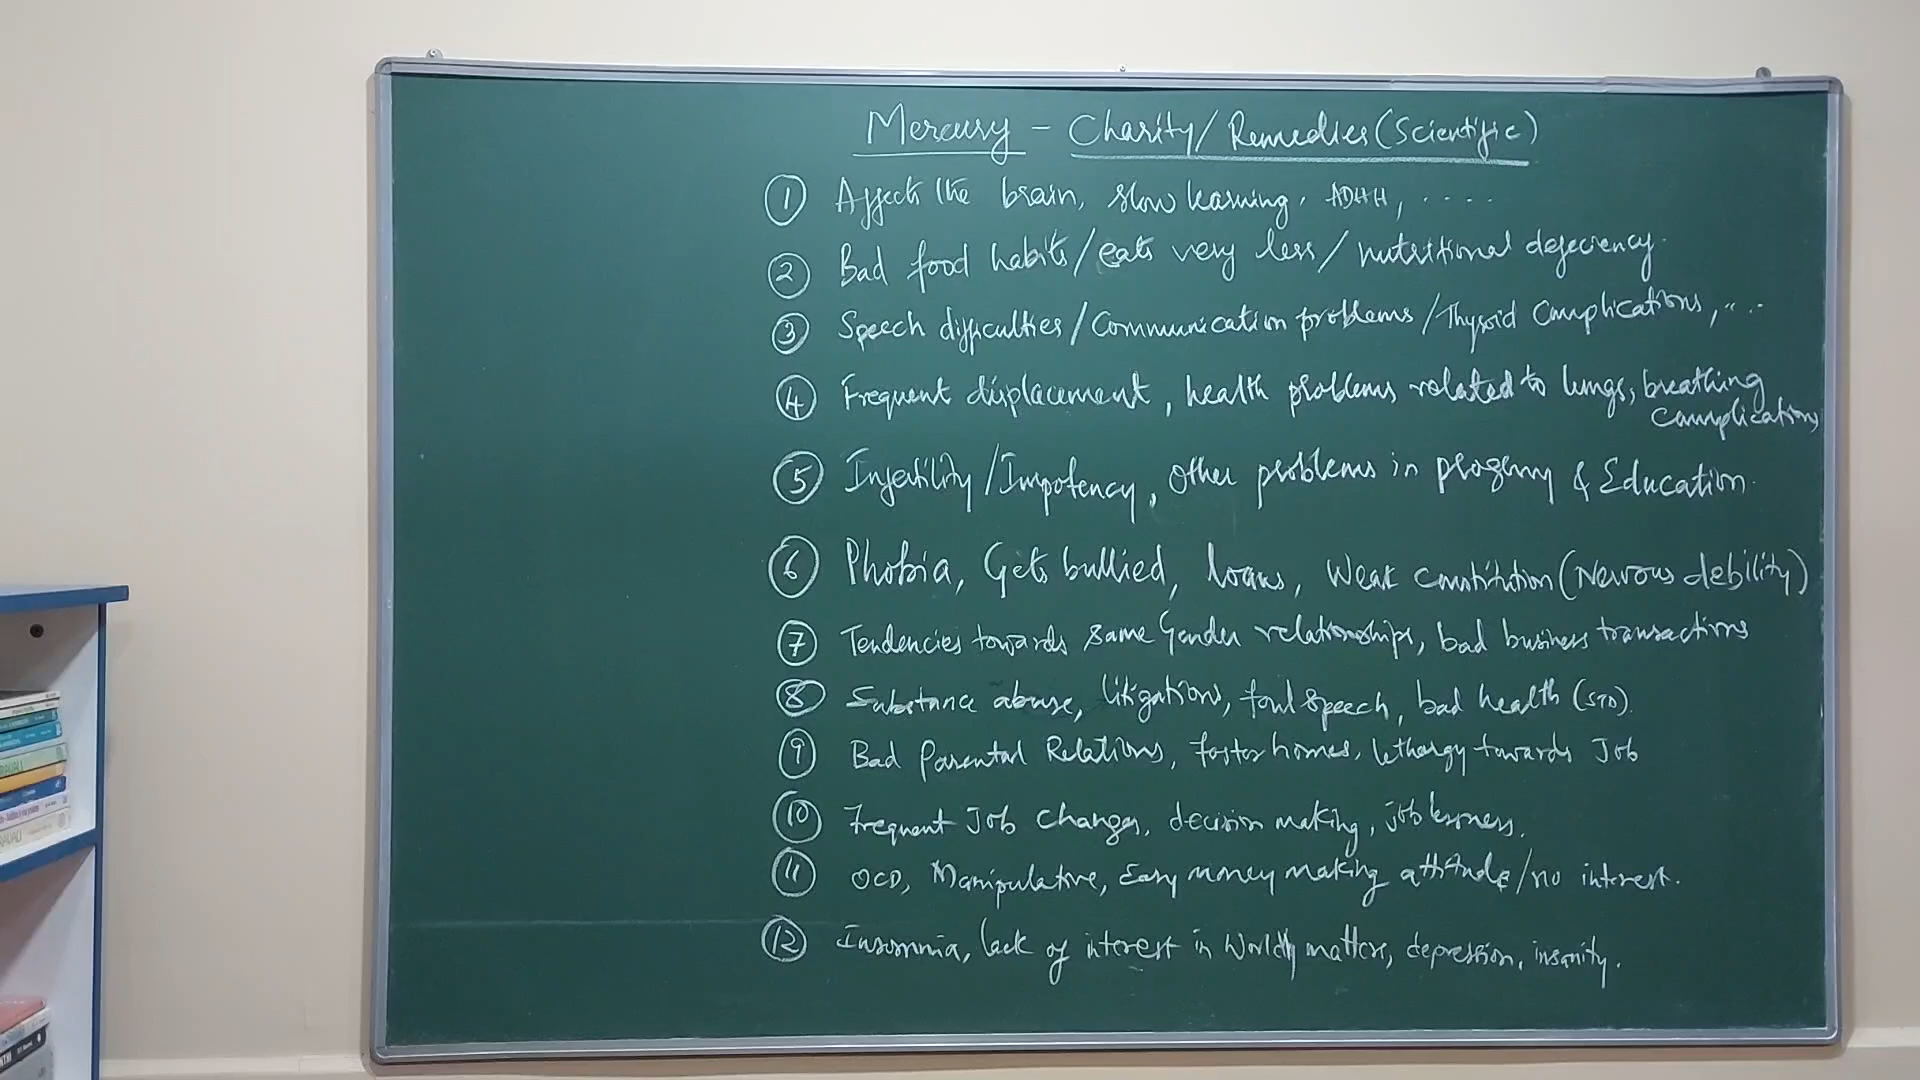 Mercury - Charity/Remedies (Scientific)
① Affects the brain, slow learning, ADHH, ....
② Bad food habits/eats very less/nutritional defeciency.
③ Speech difficulties/Communication problems/Thyroid Complications, ...
④ Frequent displacement, health problems related to lungs, breathing
Complications
⑤ Infertility/Impotency, Other problems in progeny & Education.
⑥ Phobia, Gets bullied, loans, Weak constitution (Nervous debility)
⑦ Tendencies towards same Gender relationships, bad business transactions
⑧ Substance abuse, litigations, foul speech, bad health (STD).
⑨ Bad Parental Relations, foster homes, lethargy towards Job
⑩ Frequent Job Changes, decision making, joblessness.
⑪ OCD, Manipulative, Easy money making attitude/no interest.
⑫ Insomnia, lack of interest in Worldly matters, depression, insanity.